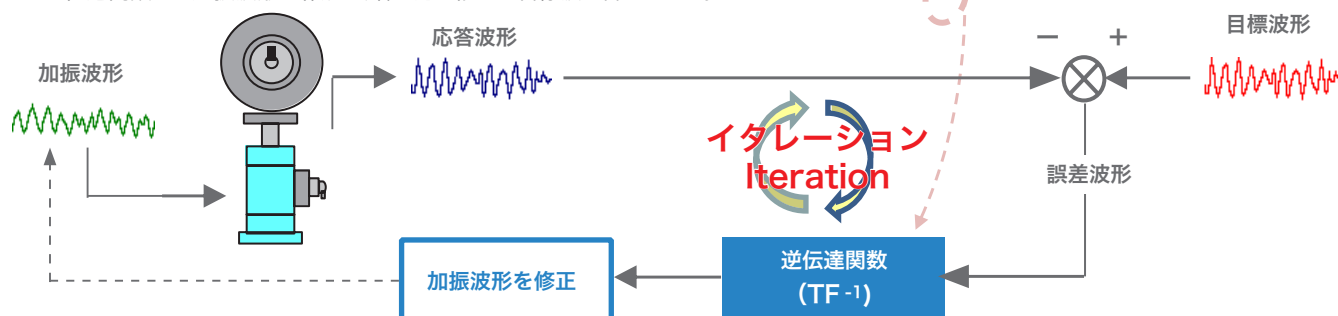 応答波形
− +
目標波形
加振波形
イタレーション
Iteration
誤差波形
加振波形を修正
逆伝達関数
(TF -1)